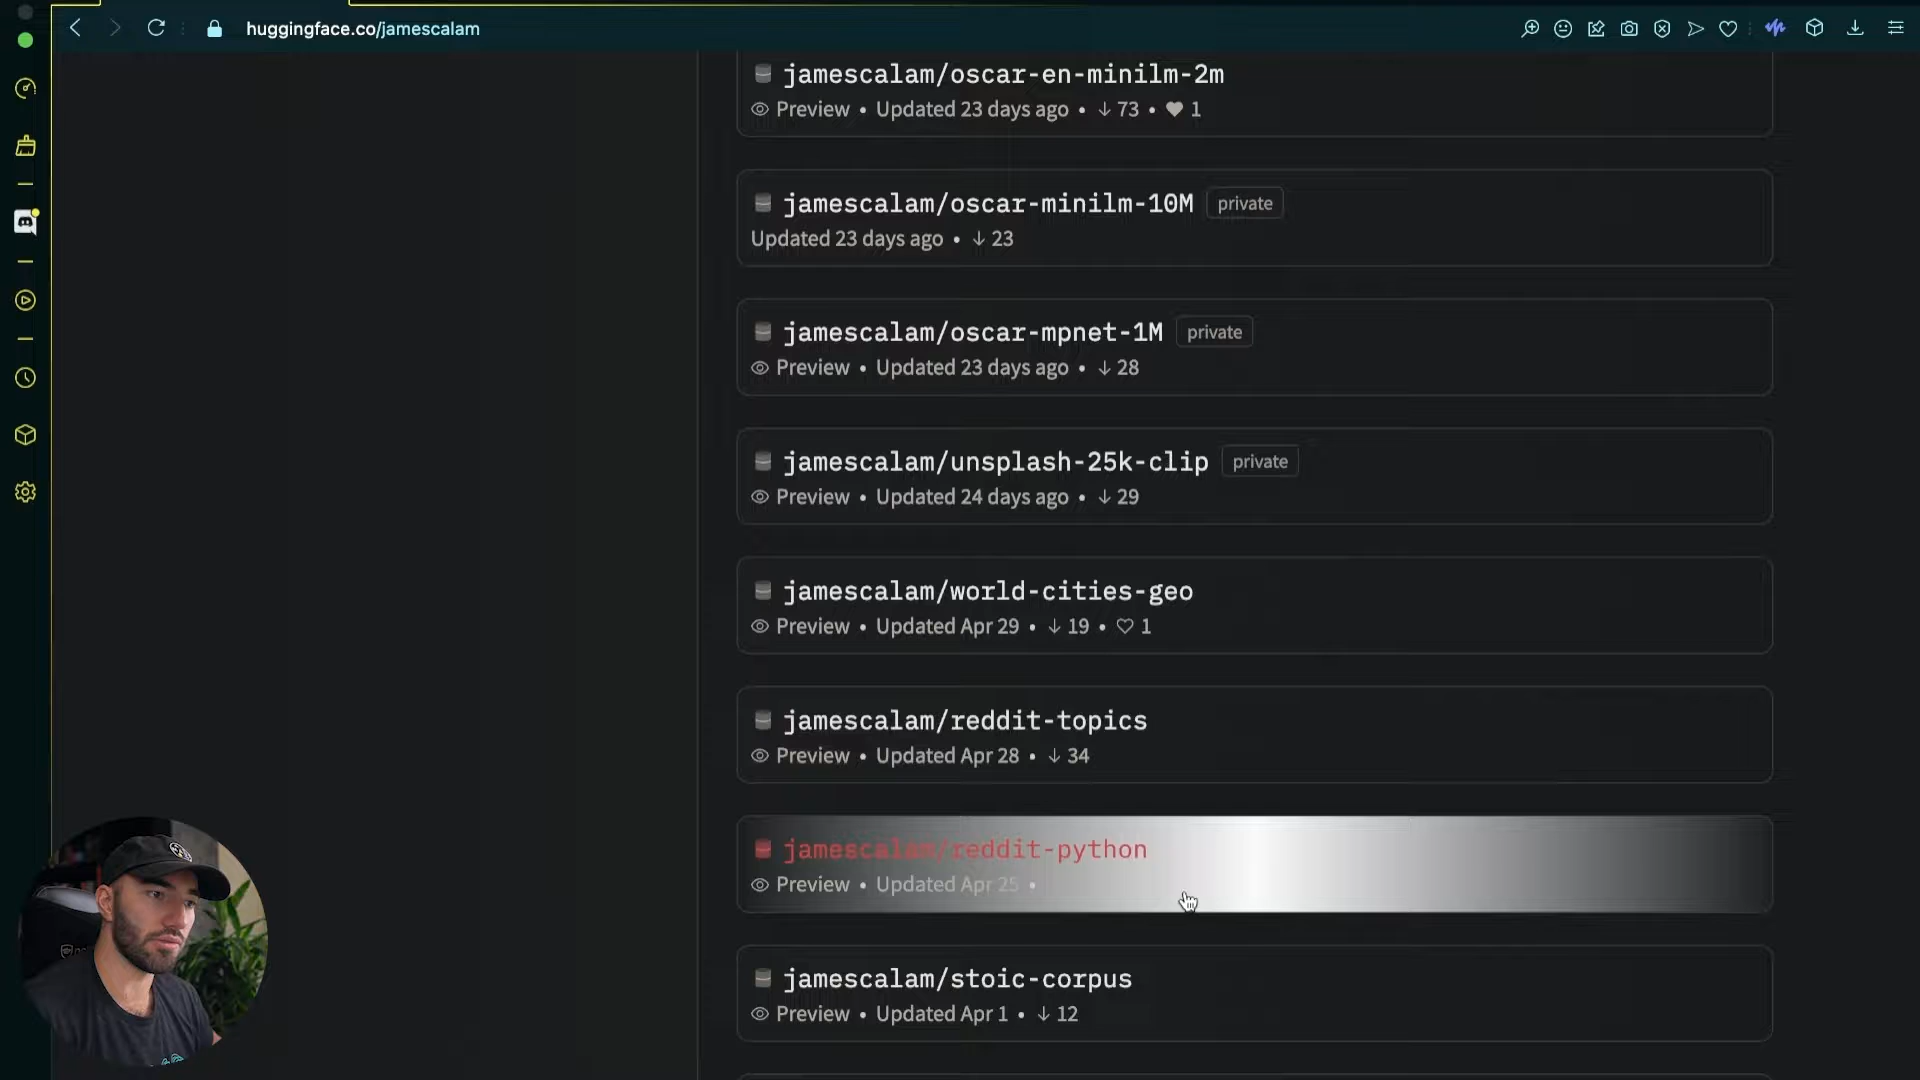 huggingface.co/jamescalam
jamescalam/oscar-en-minilm-2m
Preview • Updated 23 days ago • ↓ 73 • ♥ 1
jamescalam/oscar-minilm-10M private
Updated 23 days ago • ↓ 23
jamescalam/oscar-mpnet-1M private
Preview • Updated 23 days ago • ↓ 28
jamescalam/unsplash-25k-clip private
Preview • Updated 24 days ago • ↓ 29
jamescalam/world-cities-geo
Preview • Updated Apr 29 • ↓ 19 • ♡ 1
jamescalam/reddit-topics
Preview • Updated Apr 28 • ↓ 34
jamescalam/reddit-python
Preview • Updated Apr 25 •
jamescalam/stoic-corpus
Preview • Updated Apr 1 • ↓ 12